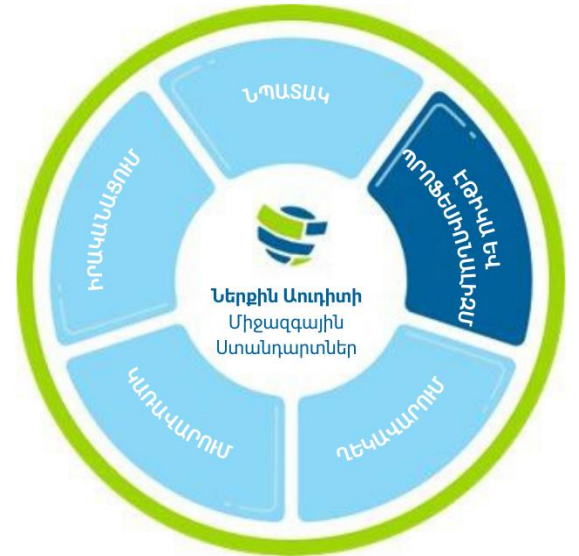 ՆՊԱՏԱԿ
ԷԹԻԿԱ ԵՎ
ՊՐՈՖԵՍԻՈՆԱԼԻԶՄ
ՂԵԿԱՎԱՐՈՒՄ
ԿԱՌԱՎԱՐՈՒՄ
ԻՐԱԿԱՆԱՑՈՒՄ
Ներքին Աուդիտի
Միջազգային
Ստանդարտներ